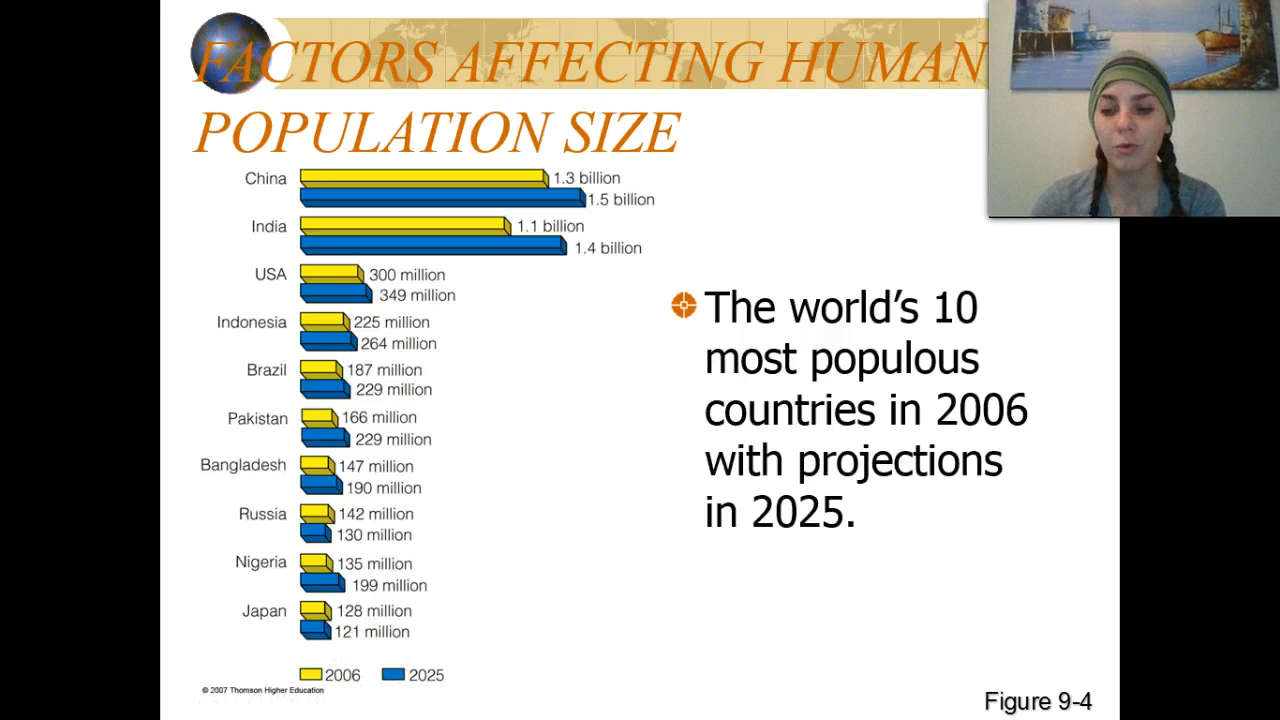 FACTORS AFFECTING HUMAN
POPULATION SIZE
China
1.3 billion
1.5 billion
India
1.1 billion
1.4 billion
USA
300 million
349 million
Indonesia
225 million
264 million
Brazil
187 million
229 million
Pakistan
166 million
229 million
Bangladesh
147 million
190 million
Russia
142 million
130 million
Nigeria
135 million
199 million
Japan
128 million
121 million
2006 2025
© 2007 Thomson Higher Education
The world’s 10
most populous
countries in 2006
with projections
in 2025.
Figure 9-4